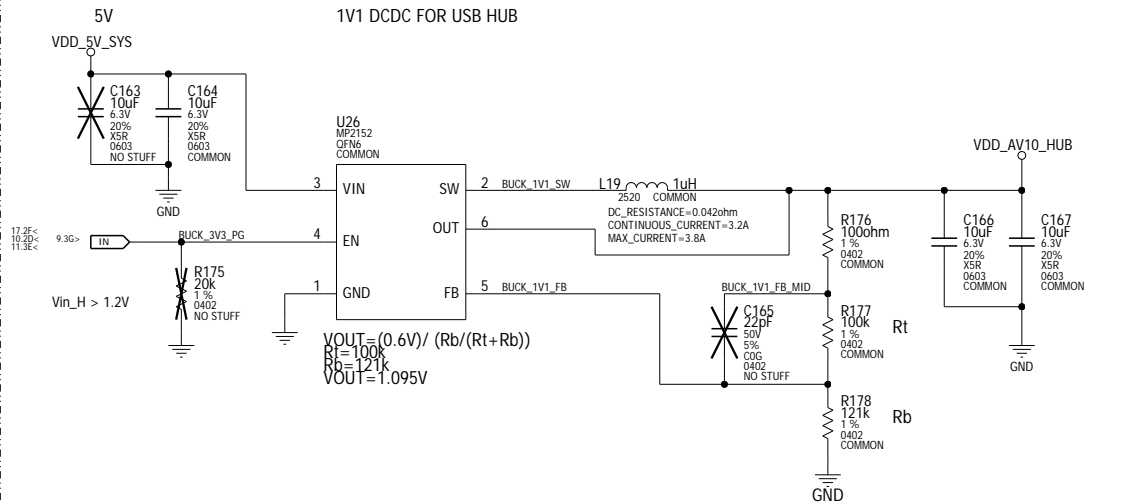 5V
1V1 DCDC FOR USB HUB
VDD_5V_SYS
C163
10uF
6.3V
20%
X5R
0603
NO STUFF
C164
10uF
6.3V
20%
X5R
0603
COMMON
GND
U26
MP2152
QFN6
COMMON
3 VIN
SW 2 BUCK_1V1_SW
OUT 6
4 EN
1 GND
FB 5 BUCK_1V1_FB
17.2F<
10.2D<
11.3E<
9.3G>
IN
BUCK_3V3_PG
R175
20k
1 %
0402
NO STUFF
Vin_H > 1.2V
VOUT=(0.6V)/ (Rb/(Rt+Rb))
Rt=100k
Rb=121k
VOUT=1.095V
L19 1uH
2520 COMMON
DC_RESISTANCE=0.042ohm
CONTINUOUS_CURRENT=3.2A
MAX_CURRENT=3.8A
VDD_AV10_HUB
R176
100ohm
1 %
0402
COMMON
C166
10uF
6.3V
20%
X5R
0603
COMMON
C167
10uF
6.3V
20%
X5R
0603
COMMON
GND
BUCK_1V1_FB_MID
C165
22pF
50V
5%
C0G
0402
NO STUFF
R177
100k
1 %
0402
COMMON
Rt
R178
121k
1 %
0402
COMMON
Rb
GND